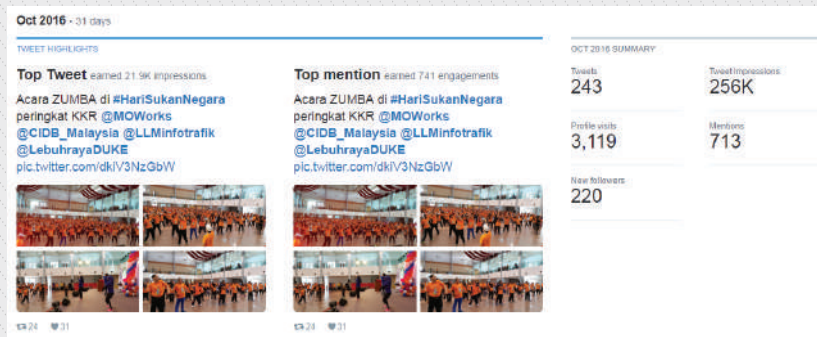 Oct 2016 - 31 days
TWEET HIGHLIGHTS
Top Tweet earned 21.9K impressions
Acara ZUMBA di #HariSukanNegara
peringkat KKR @MOWorks
@CIDB_Malaysia @LLMinfotrafik
@LebuhrayaDUKE
pic.twitter.com/dkiV3NzGbW
24 31
Top mention earned 741 engagements
Acara ZUMBA di #HariSukanNegara
peringkat KKR @MOWorks
@CIDB_Malaysia @LLMinfotrafik
@LebuhrayaDUKE
pic.twitter.com/dkiV3NzGbW
24 31
OCT 2016 SUMMARY
Tweets
243
Tweet impressions
256K
Profile visits
3,119
Mentions
713
New followers
220